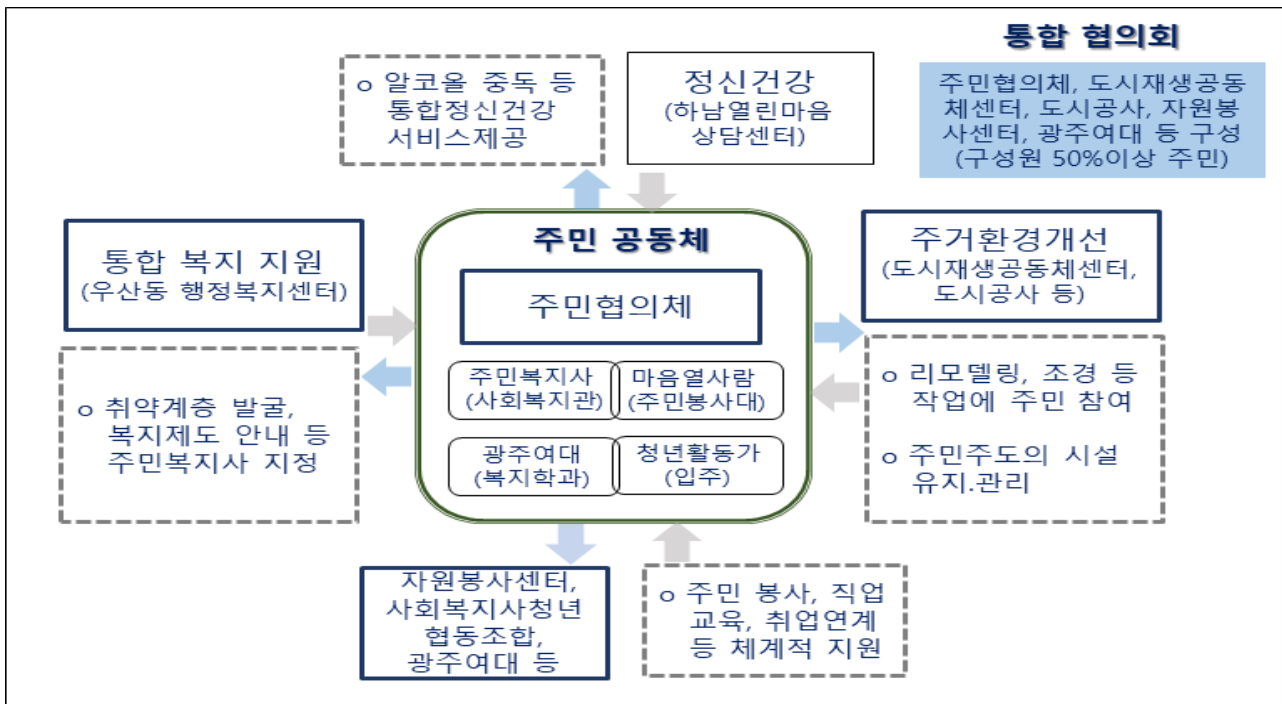 통합 협의회
주민협의체, 도시재생공동
체센터, 도시공사, 자원봉
사센터, 광주여대 등 구성
(구성원 50%이상 주민)
o 알코올 중독 등
통합정신건강
서비스제공
정신건강
(하남열린마음
상담센터)
통합 복지 지원
(우산동 행정복지센터)
o 취약계층 발굴,
복지제도 안내 등
주민복지사 지정
주민 공동체
주민협의체
주민복지사
(사회복지관)
마음열사람
(주민봉사대)
광주여대
(복지학과)
청년활동가
(입주)
주거환경개선
(도시재생공동체센터,
도시공사 등)
o 리모델링, 조경 등
작업에 주민 참여
o 주민주도의 시설
유지.관리
자원봉사센터,
사회복지사청년
협동조합,
광주여대 등
o 주민 봉사, 직업
교육, 취업연계
등 체계적 지원